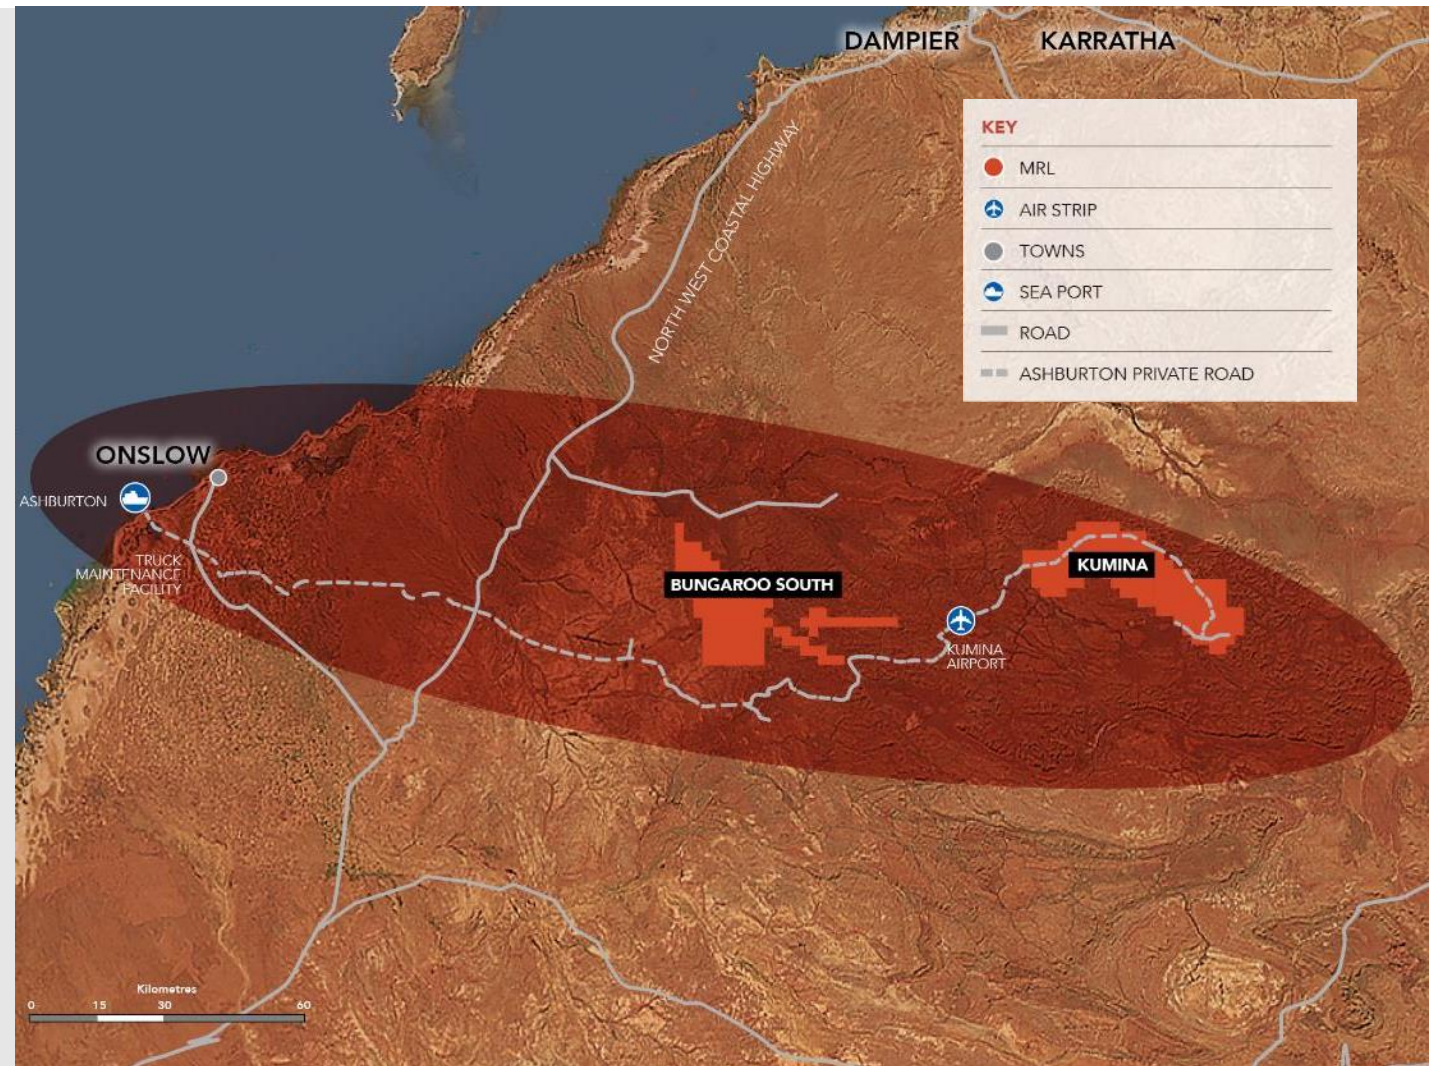 DAMPIER
KARRATHA
KEY
MRL
AIR STRIP
TOWNS
SEA PORT
ROAD
ASHBURTON PRIVATE ROAD
NORTH WEST COASTAL HIGHWAY
ONSLOW
ASHBURTON
TRUCK
MAINTENANCE
FACILITY
BUNGAROO SOUTH
KUMINA
KUMINA
AIRPORT
Kilometres
0 15 30 60